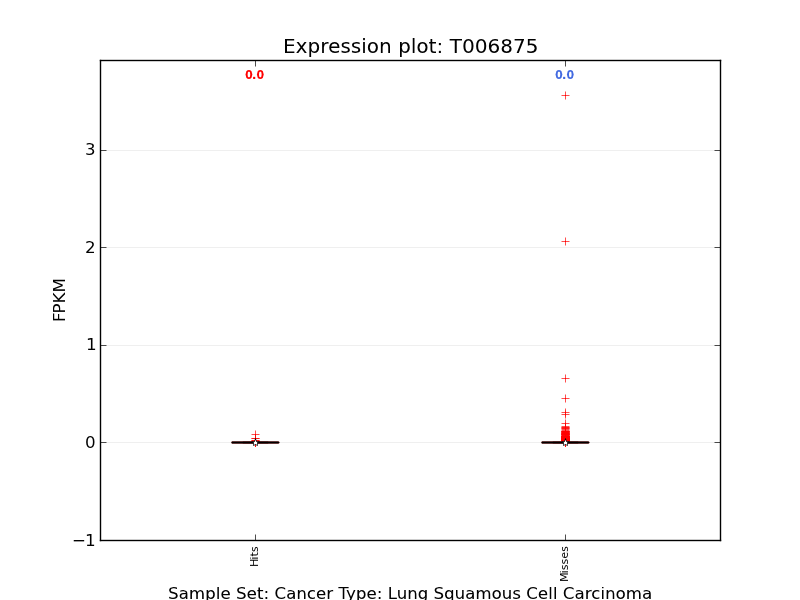 Expression plot: T006875
0.0 0.0
3
2
1
0
−1
FPKM
Hits Misses
Sample Set: Cancer Type: Lung Squamous Cell Carcinoma